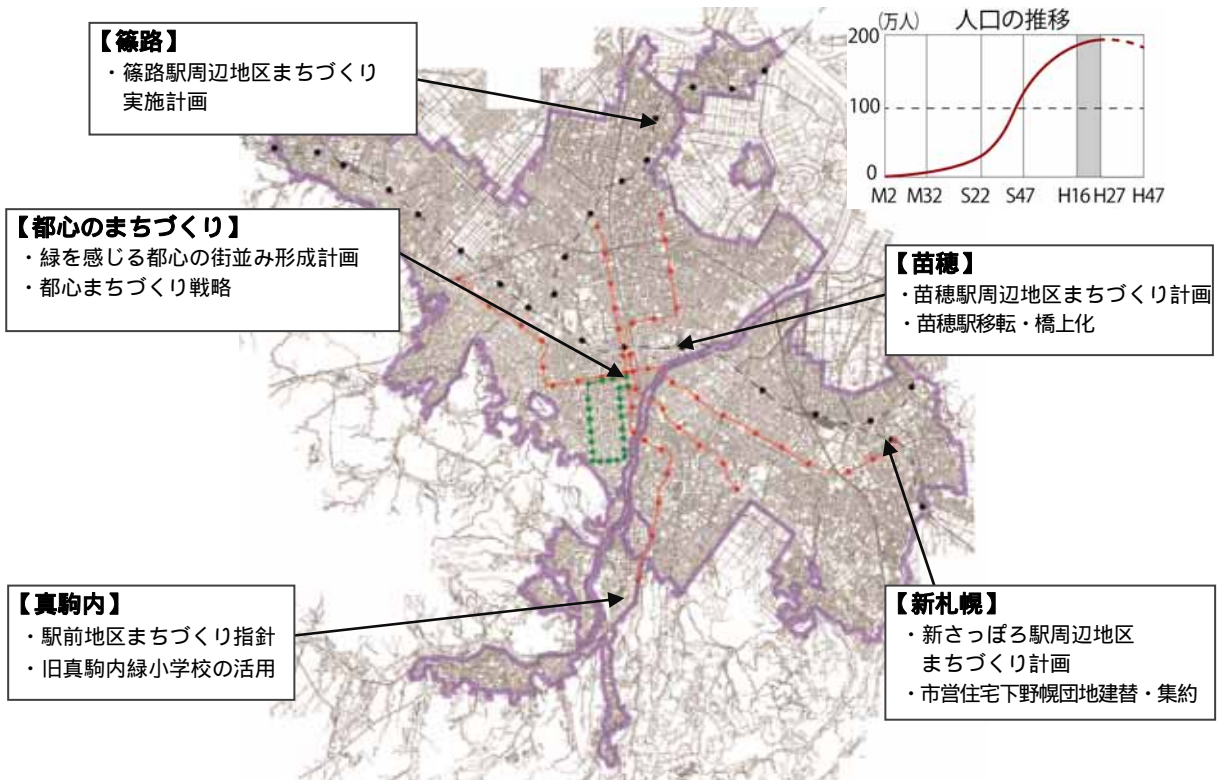 【篠路】
・篠路駅周辺地区まちづくり
実施計画
(万人)
人口の推移
200
100
0
M2 M32 S22 S47 H16 H27 H47
【都心のまちづくり】
・緑を感じる都心の街並み形成計画
・都心まちづくり戦略
【苗穂】
・苗穂駅周辺地区まちづくり計画
・苗穂駅移転・橋上化
【真駒内】
・駅前地区まちづくり指針
・旧真駒内緑小学校の活用
【新札幌】
・新さっぽろ駅周辺地区
まちづくり計画
・市営住宅下野幌団地建替・集約